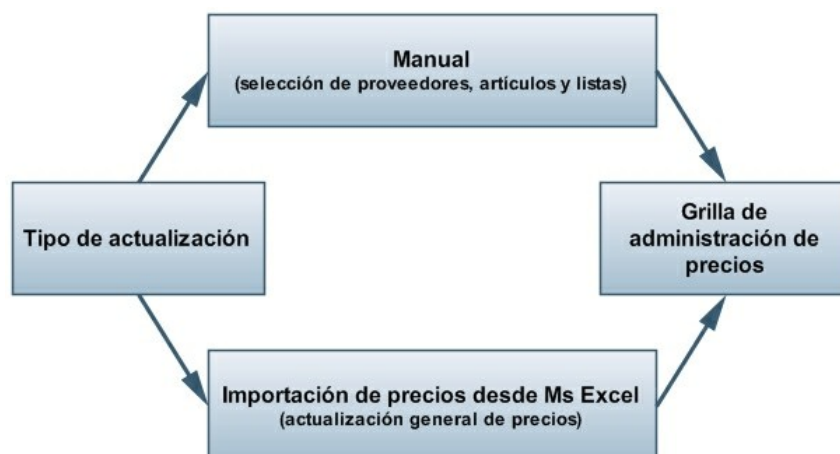 Manual
(selección de proveedores, artículos y listas)
Tipo de actualización
Grilla de
administración de
precios
Importación de precios desde Ms Excel
(actualización general de precios)